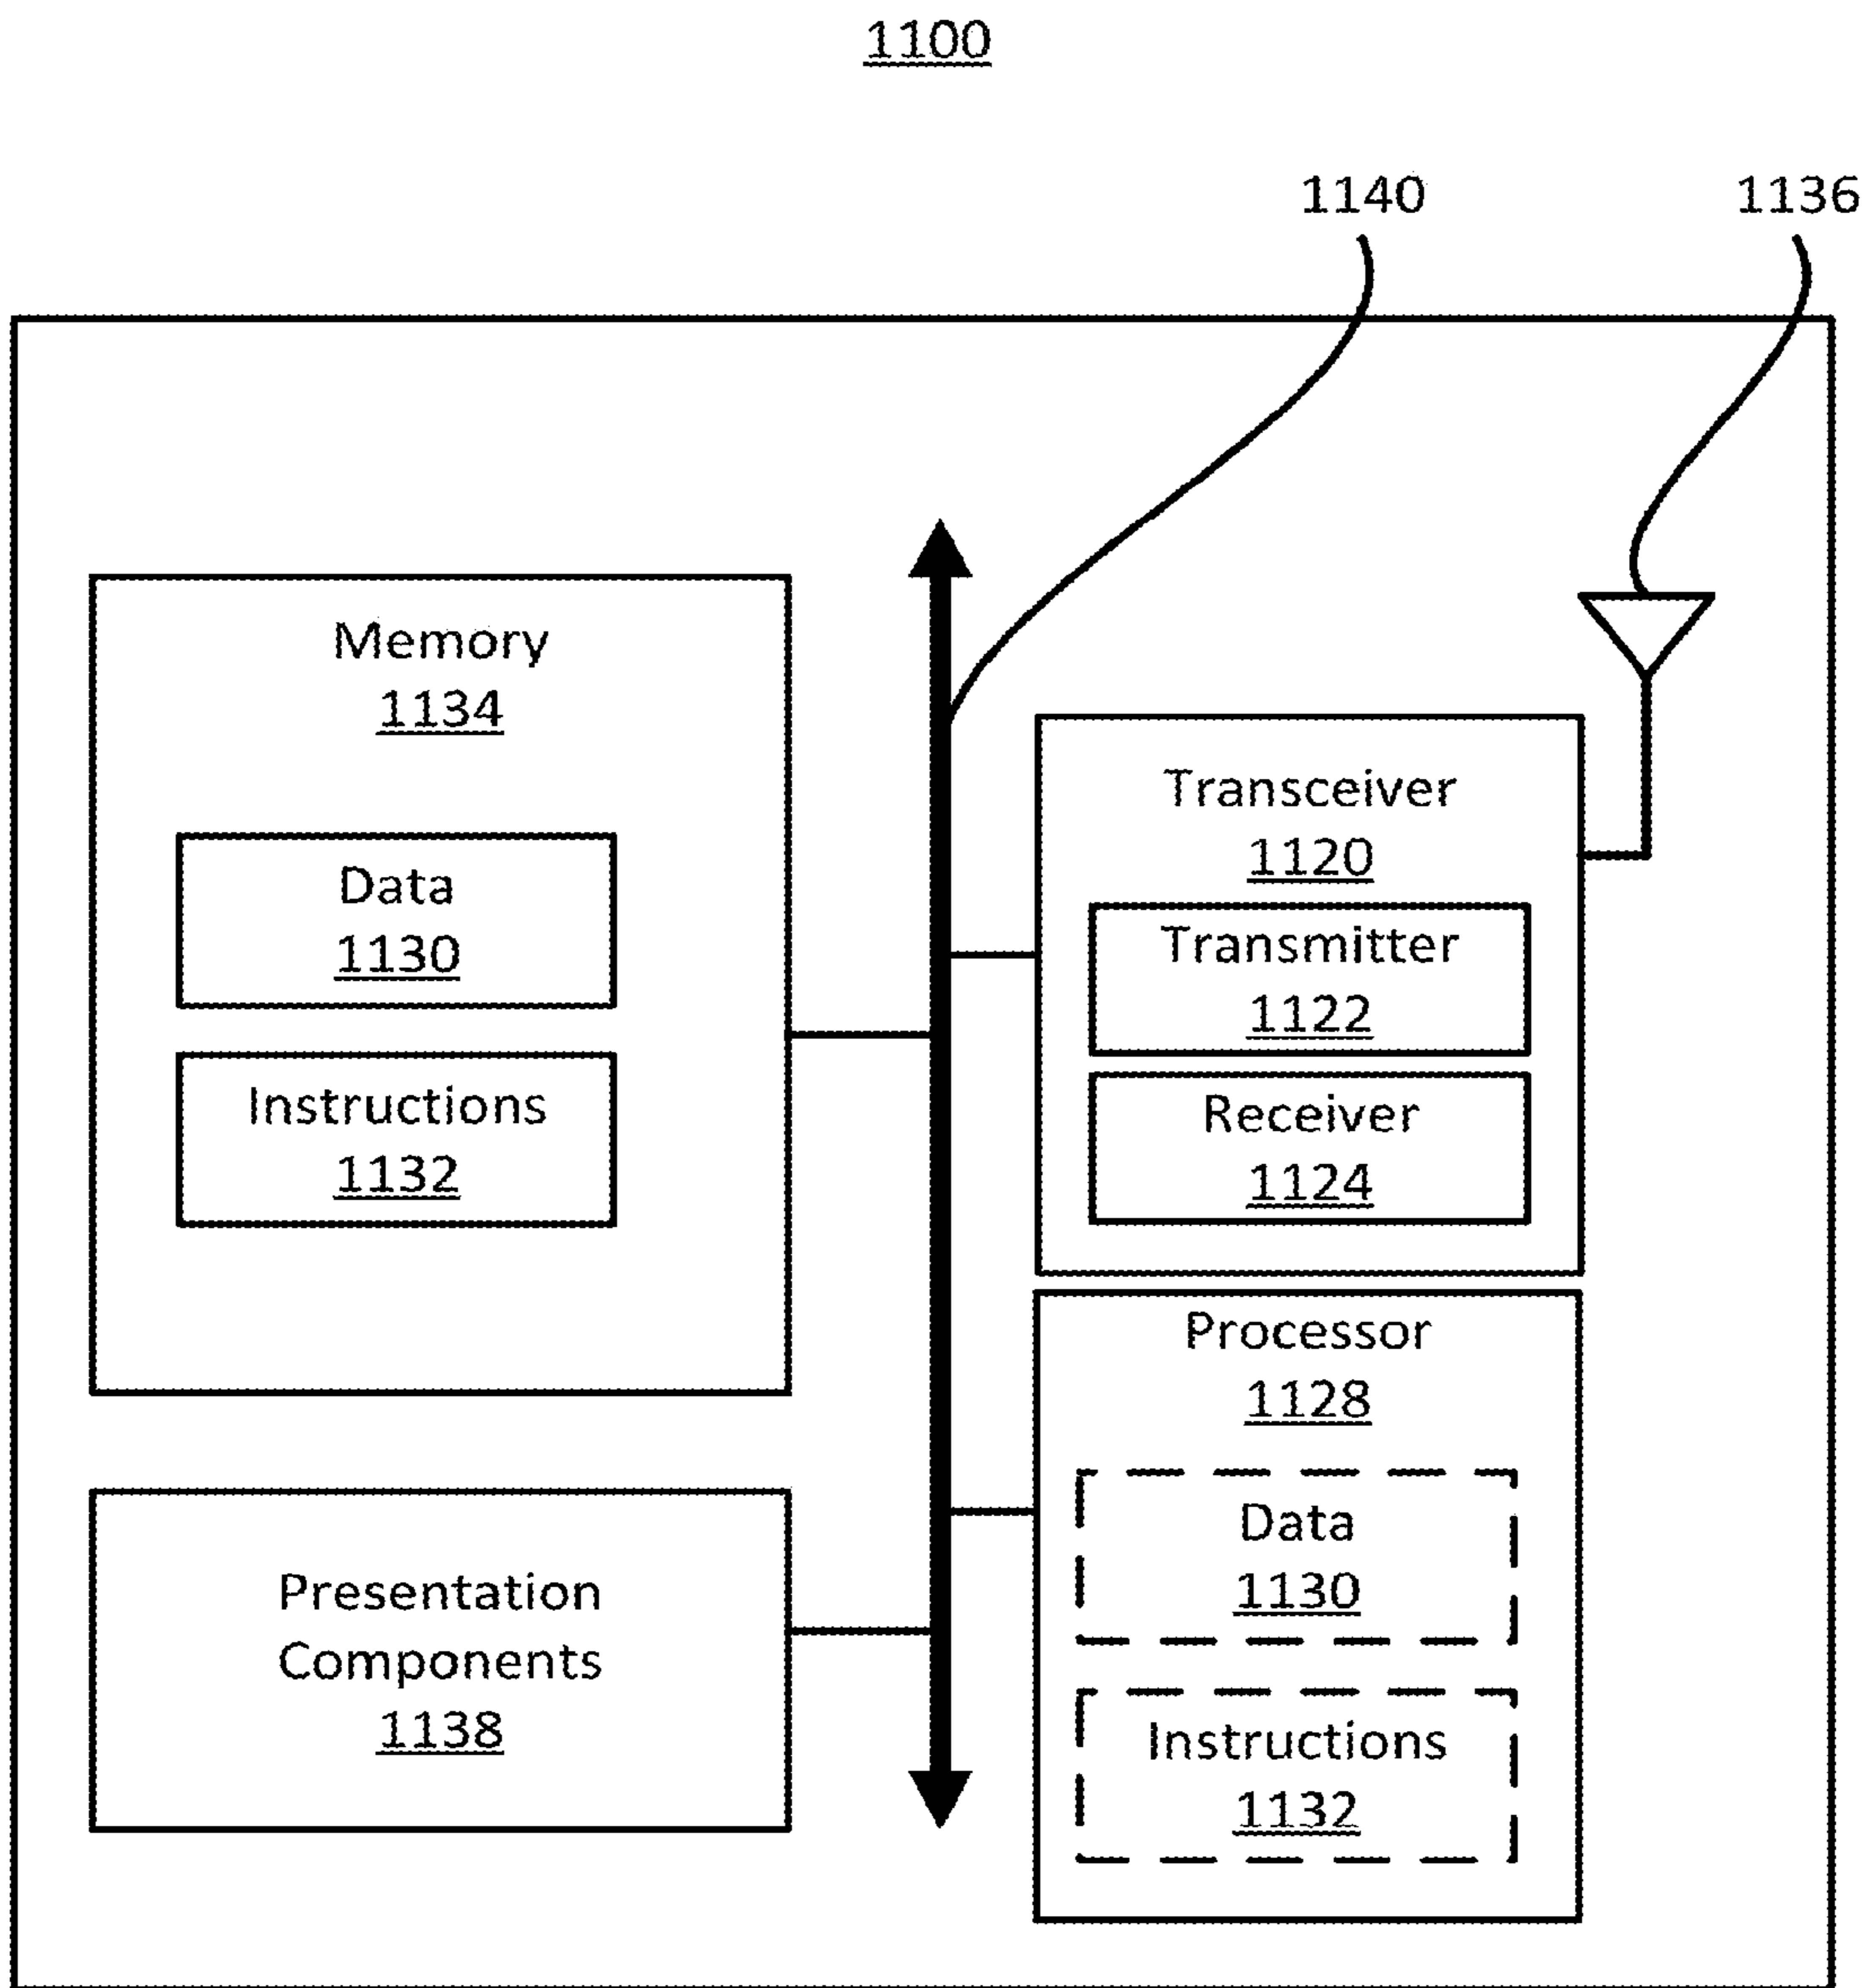 1100
1140
1136
Memory
1134
Data
1130
Instructions
1132
Transceiver
1120
Transmitter
1122
Receiver
1124
Processor
1128
Data
1130
Instructions
1132
Presentation
Components
1138